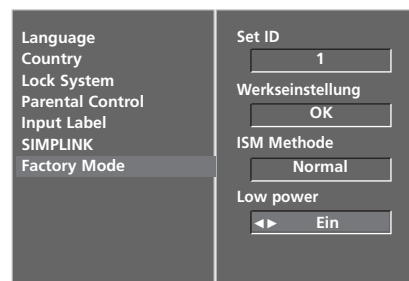 Language
Country
Lock System
Parental Control
Input Label
SIMPLINK
Factory Mode
Set ID
1
Werkseinstellung
OK
ISM Methode
Normal
Low power
◄► Ein